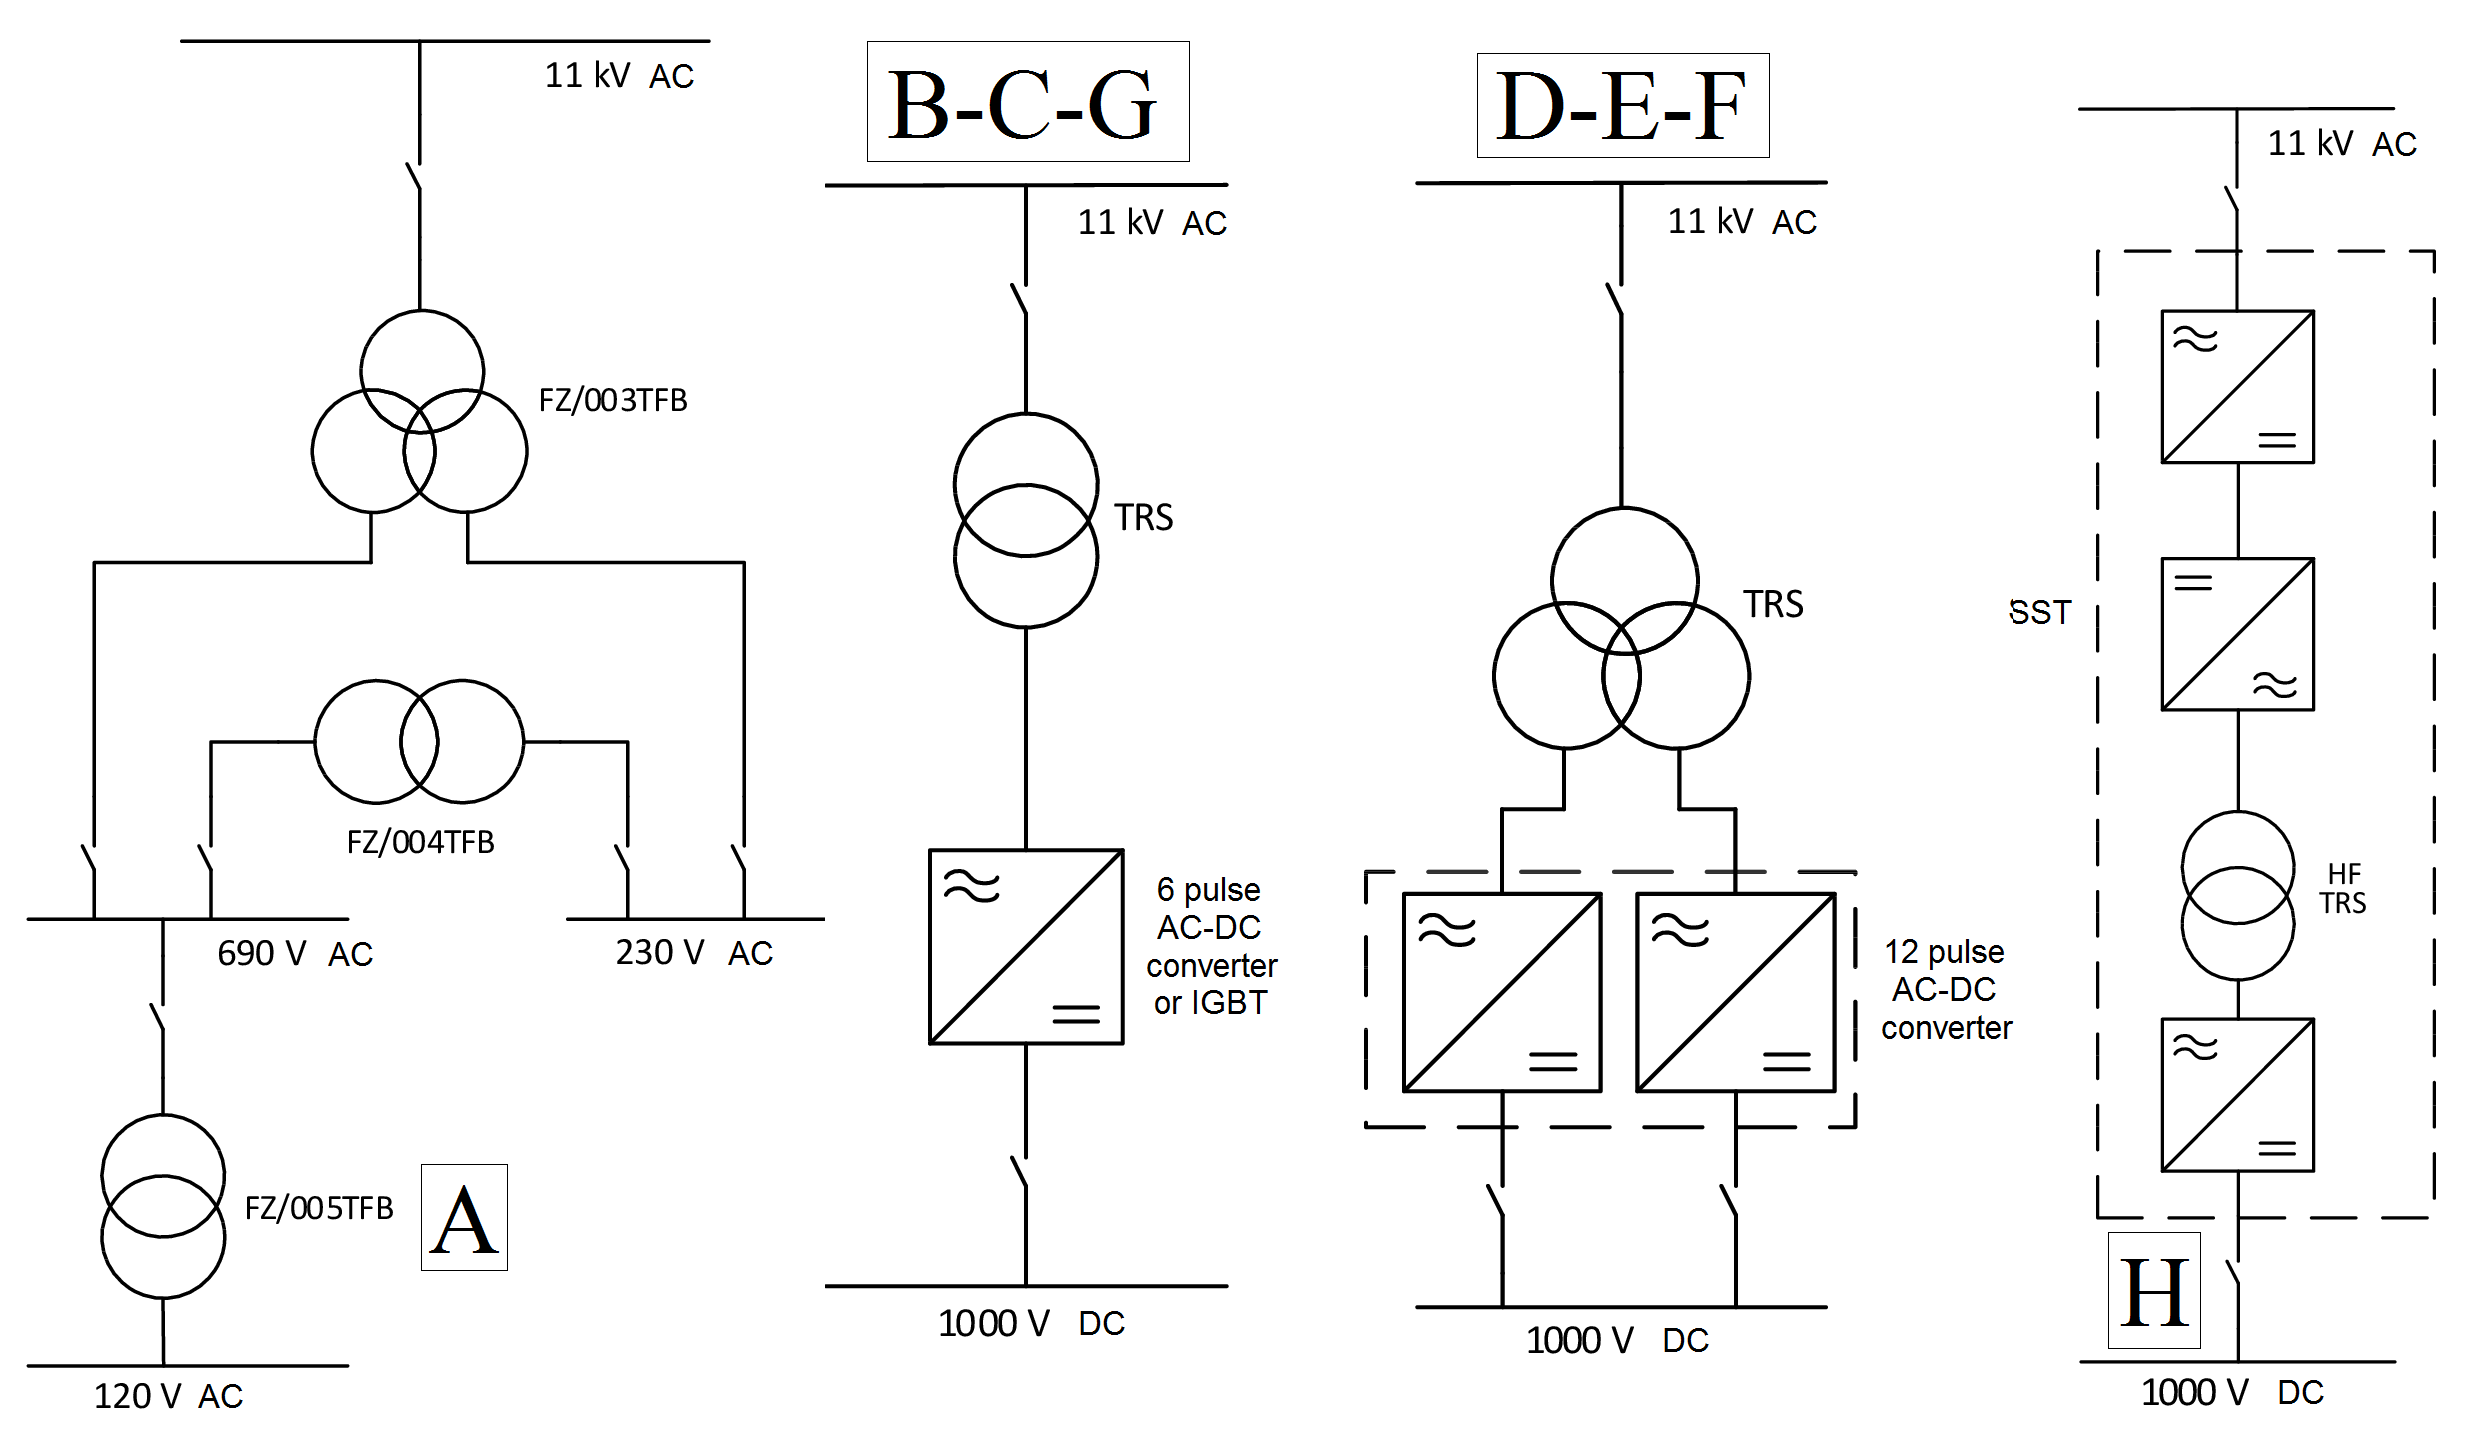 11 kV AC
FZ/003TFB
FZ/004TFB
690 V AC
230 V AC
FZ/005TFB
A
120 V AC
B-C-G
11 kV AC
TRS
6 pulse
AC-DC
converter
or IGBT
1000 V DC
D-E-F
11 kV AC
TRS
12 pulse
AC-DC
converter
1000 V DC
11 kV AC
SST
HF
TRS
H
1000 V DC